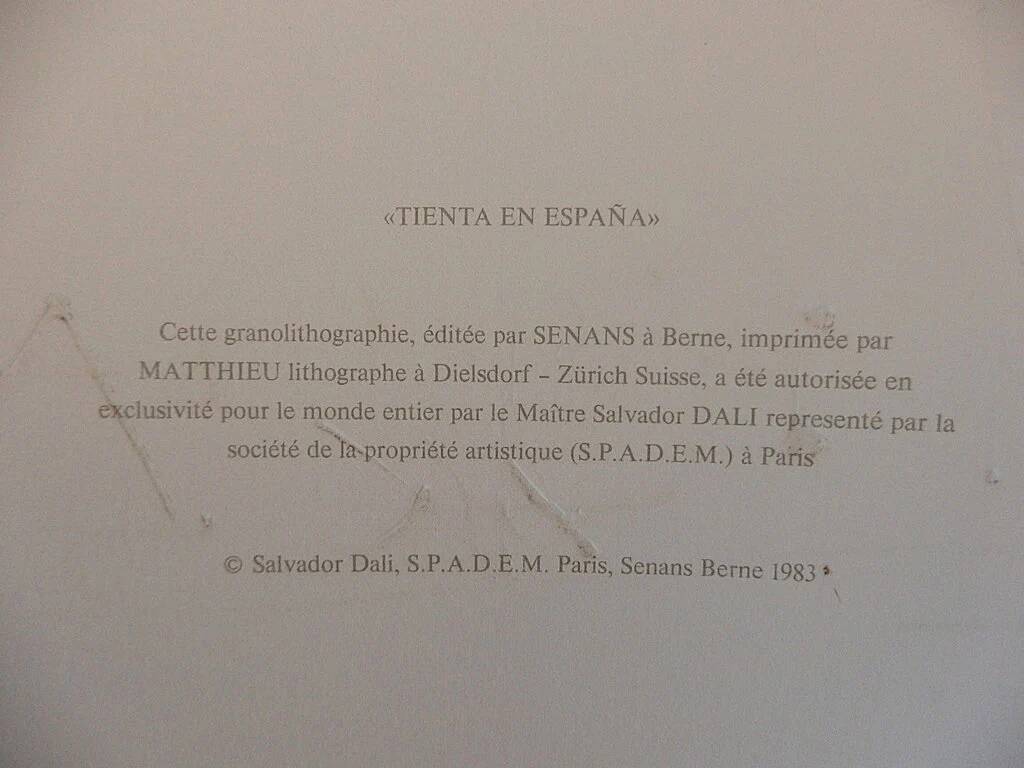 «TIENTA EN ESPAÑA»
Cette granolithographie, éditée par SENANS à Berne, imprimée par
MATTHIEU lithographe à Dielsdorf – Zürich Suisse, a été autorisée en
exclusivité pour le monde entier par le Maître Salvador DALI representé par la
société de la propriété artistique (S.P.A.D.E.M.) à Paris
© Salvador Dali, S.P.A.D.E.M. Paris, Senans Berne 1983